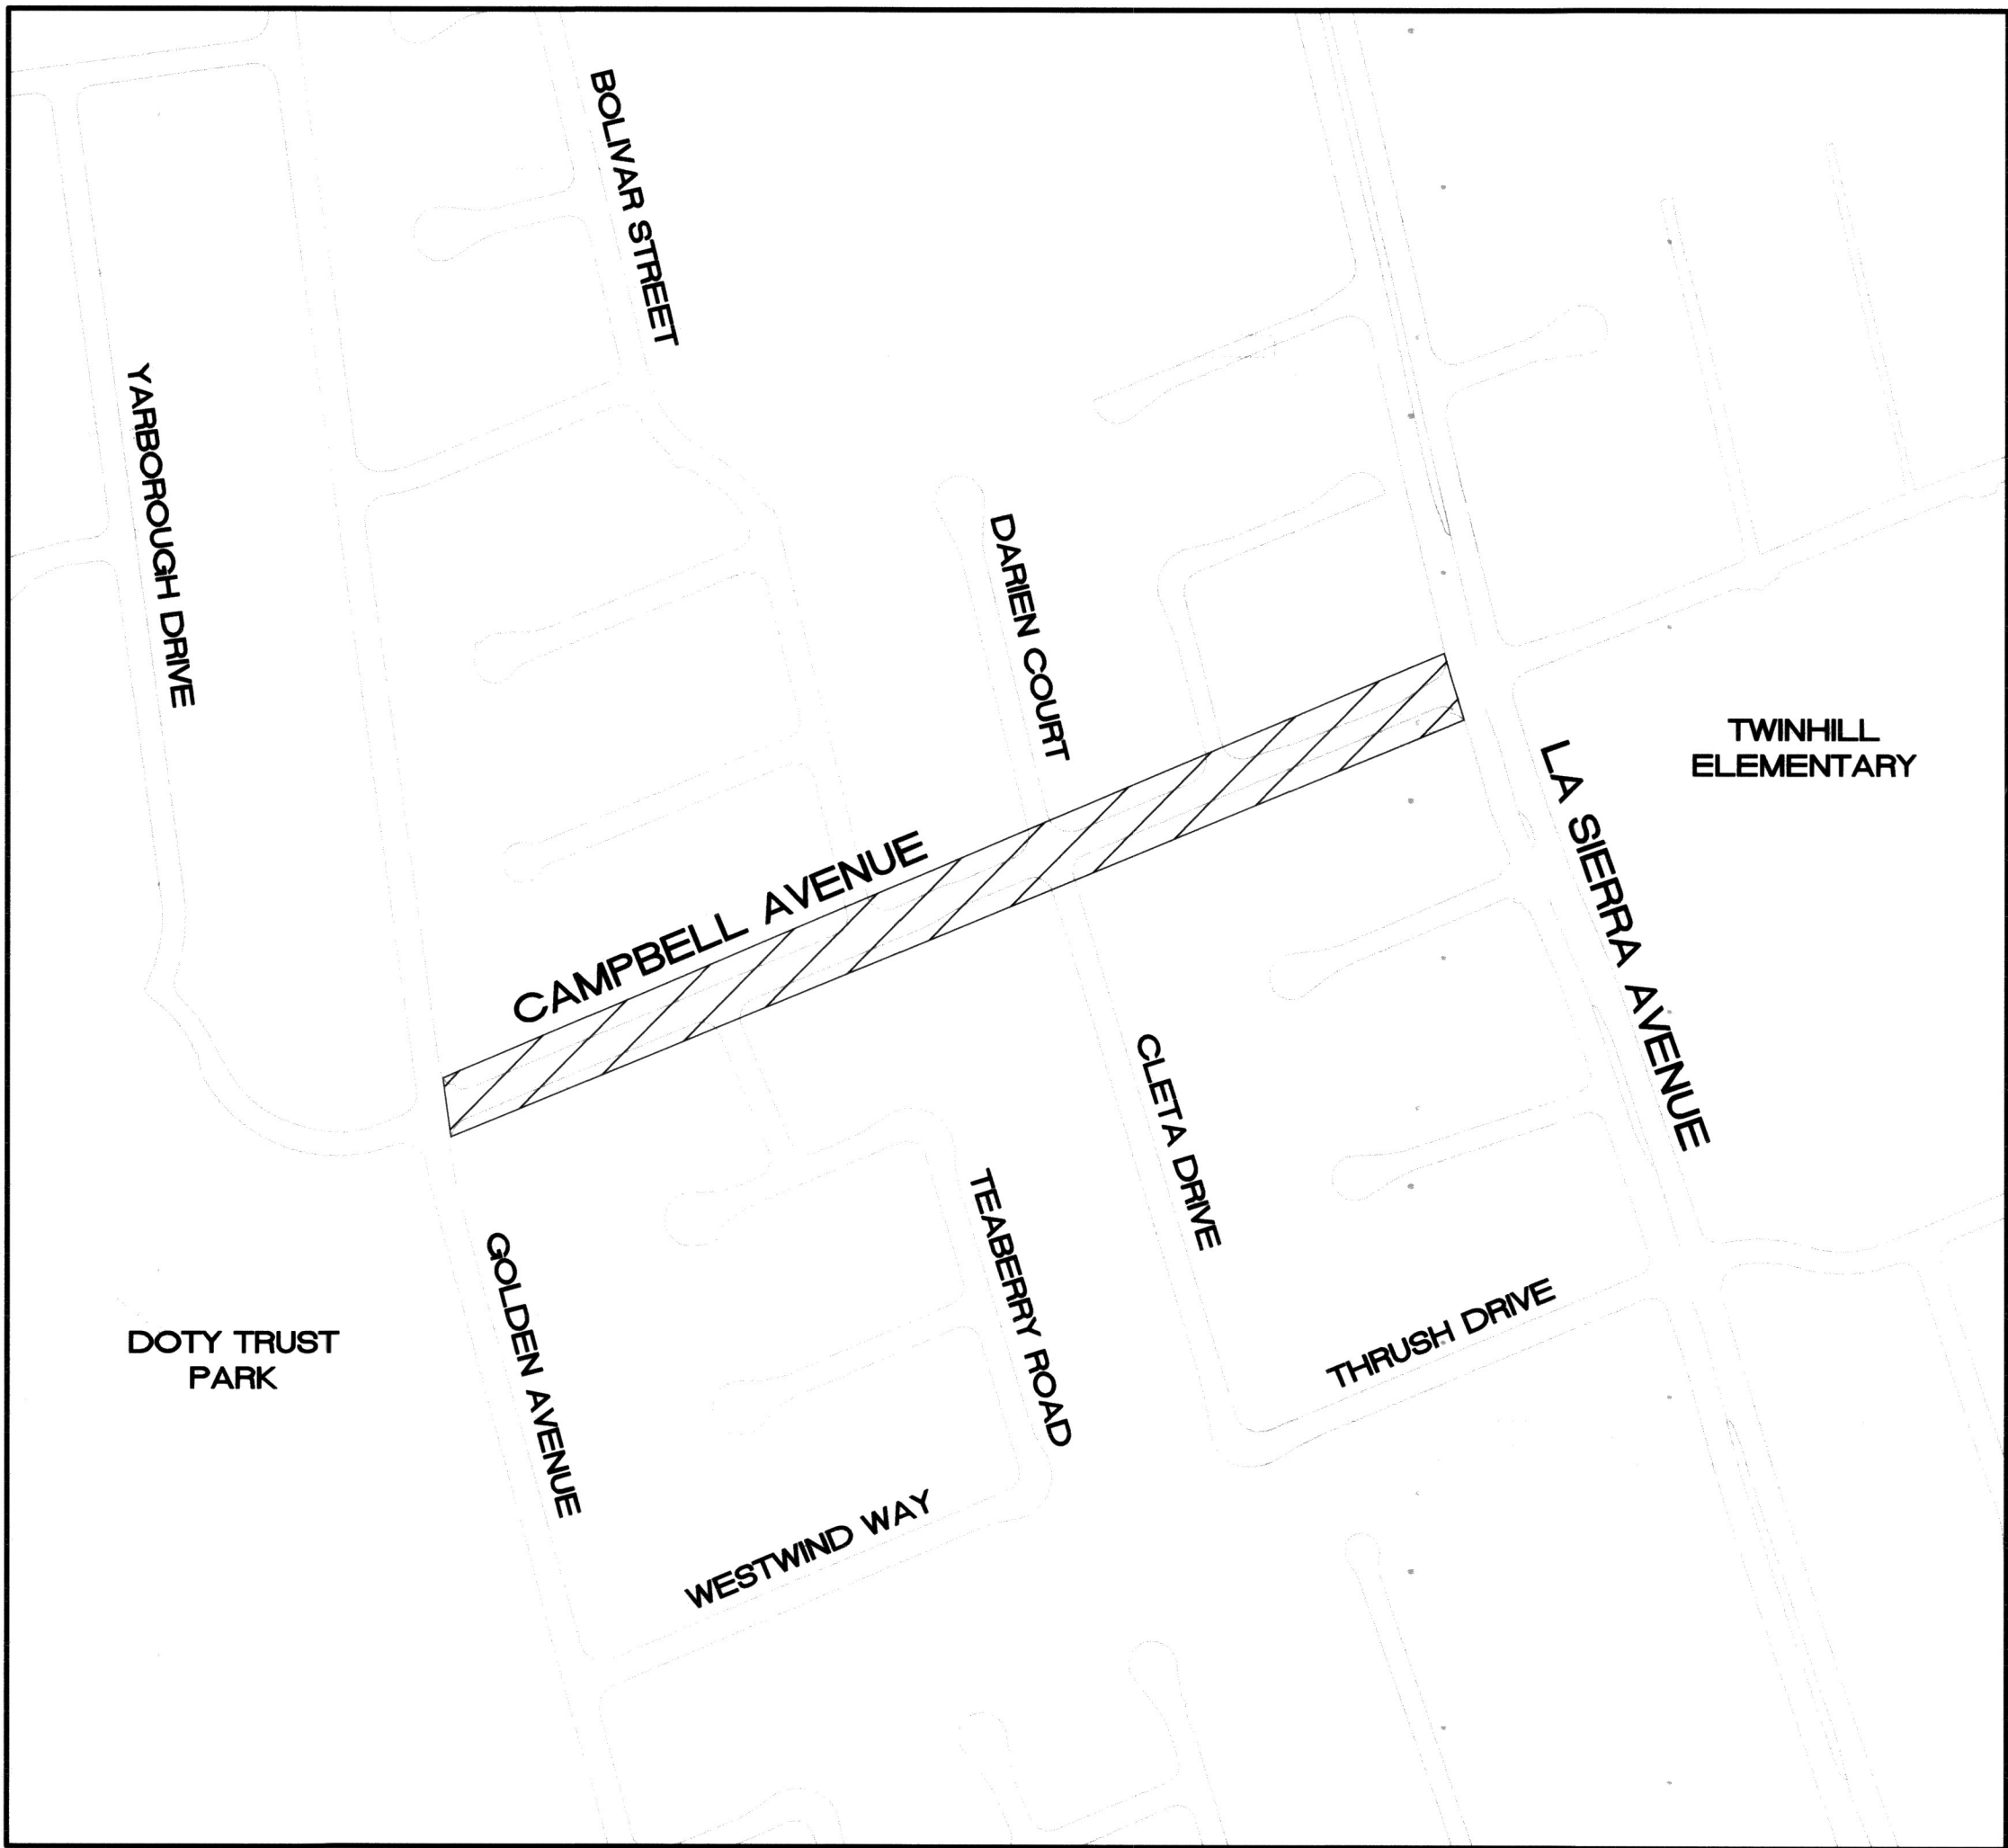 BOLIVAR STREET
YARBOROUGH DRIVE
DARIEN COURT
TWINHILL
ELEMENTARY
LA SIERRA AVENUE
CAMPBELL AVENUE
CLETA DRIVE
TEABERRY ROAD
GOLDEN AVENUE
THRUSH DRIVE
DOTY TRUST
PARK
WESTWIND WAY